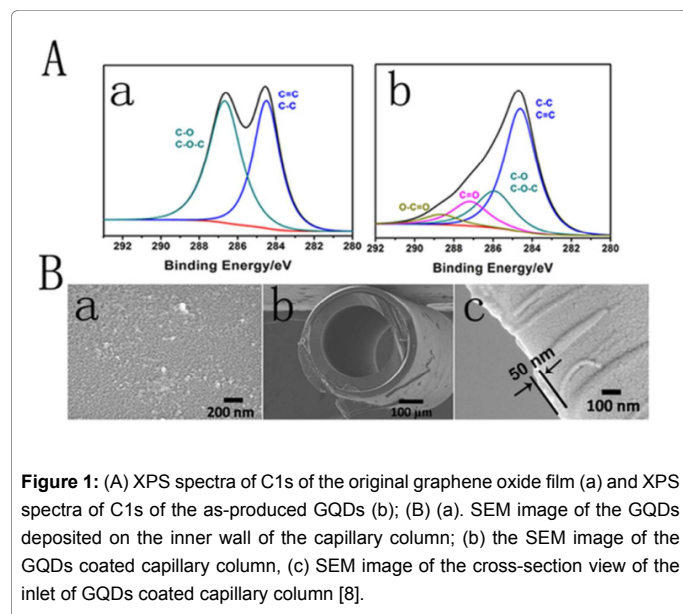 A
a
C-O
C-O-C
C=C
C-C
292 290 288 286 284 282 280
Binding Energy/eV
b
C-C
C=C
C-O
C-O-C
C=O
O-C=O
292 290 288 286 284 282 280
Binding Energy/eV
B
a
200 nm
b
100 μm
c
50 nm
100 nm
Figure 1: (A) XPS spectra of C1s of the original graphene oxide film (a) and XPS
spectra of C1s of the as-produced GQDs (b); (B) (a). SEM image of the GQDs
deposited on the inner wall of the capillary column; (b) the SEM image of the
GQDs coated capillary column, (c) SEM image of the cross-section view of the
inlet of GQDs coated capillary column [8].